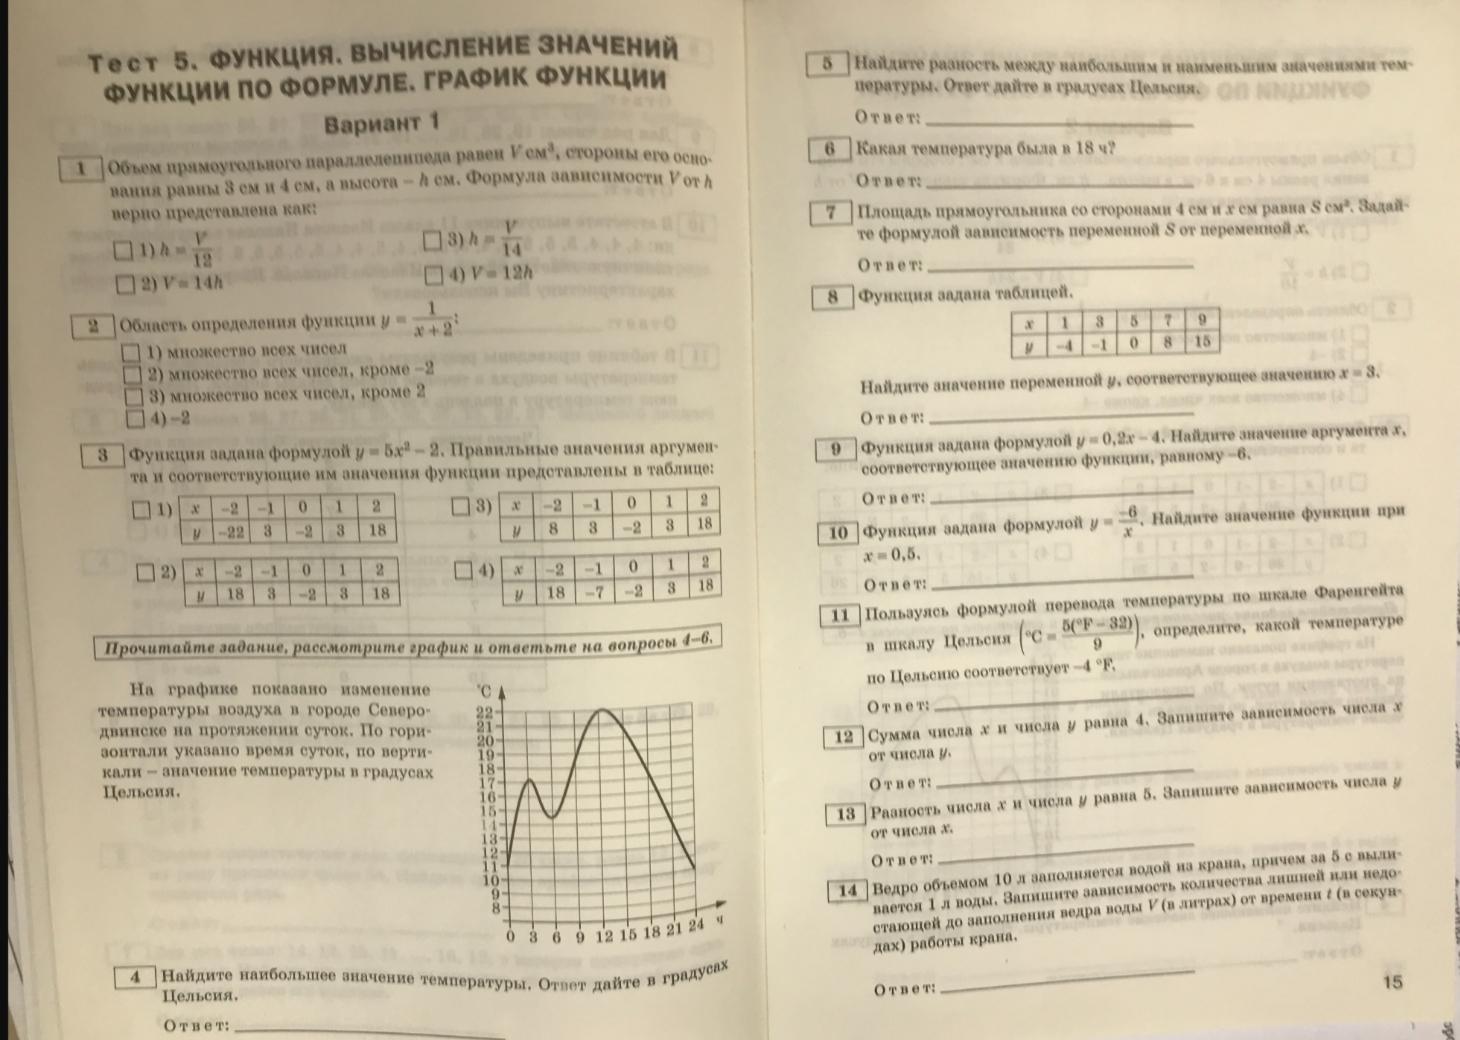 Тест 5. ФУНКЦИЯ. ВЫЧИСЛЕНИЕ ЗНАЧЕНИЙ
ФУНКЦИИ ПО ФОРМУЛЕ. ГРАФИК ФУНКЦИИ
Вариант 1
1 Объем прямоугольного параллелепипеда равен V см³, стороны его осно-
вания равны 3 см и 4 см, а высота – h см. Формула зависимости V от h
верно представлена как:
1) h = V/12
3) h = V/14
2) V = 14h
4) V = 12h
2 Область определения функции y = 1/(x + 2):
1) множество всех чисел
2) множество всех чисел, кроме –2
3) множество всех чисел, кроме 2
4) –2
3 Функция задана формулой y = 5x² – 2. Правильные значения аргумен-
та и соответствующие им значения функции представлены в таблице:
1) x –2 –1 0 1 2
y –22 3 –2 3 18
3) x –2 –1 0 1 2
y 8 3 –2 3 18
2) x –2 –1 0 1 2
y 18 3 –2 3 18
4) x –2 –1 0 1 2
y 18 –7 –2 3 18
Прочитайте задание, рассмотрите график и ответьте на вопросы 4–6.
На графике показано изменение
температуры воздуха в городе Северо-
двинске на протяжении суток. По гори-
зонтали указано время суток, по верти-
кали – значение температуры в градусах
Цельсия.
°C
22
21
20
19
18
17
16
15
14
13
12
11
10
9
8
0 3 6 9 12 15 18 21 24 ч
4 Найдите наибольшее значение температуры. Ответ дайте в градусах
Цельсия.
Ответ:
5 Найдите разность между наибольшим и наименьшим значениями тем-
пературы. Ответ дайте в градусах Цельсия.
Ответ:
6 Какая температура была в 18 ч?
Ответ:
7 Площадь прямоугольника со сторонами 4 см и x см равна S см². Задай-
те формулой зависимость переменной S от переменной x.
Ответ:
8 Функция задана таблицей.
x 1 3 5 7 9
y –4 –1 0 8 15
Найдите значение переменной y, соответствующее значению x = 3.
Ответ:
9 Функция задана формулой y = 0,2x – 4. Найдите значение аргумента x,
соответствующее значению функции, равному –6.
Ответ:
10 Функция задана формулой y = –6/x. Найдите значение функции при
x = 0,5.
Ответ:
11 Пользуясь формулой перевода температуры по шкале Фаренгейта
в шкалу Цельсия (°C = 5(°F – 32)/9), определите, какой температуре
по Цельсию соответствует –4 °F.
Ответ:
12 Сумма числа x и числа y равна 4. Запишите зависимость числа x
от числа y.
Ответ:
13 Разность числа x и числа y равна 5. Запишите зависимость числа y
от числа x.
Ответ:
14 Ведро объемом 10 л заполняется водой из крана, причем за 5 с выли-
вается 1 л воды. Запишите зависимость количества лишней или недо-
стающей до заполнения ведра воды V (в литрах) от времени t (в секун-
дах) работы крана.
Ответ:
15